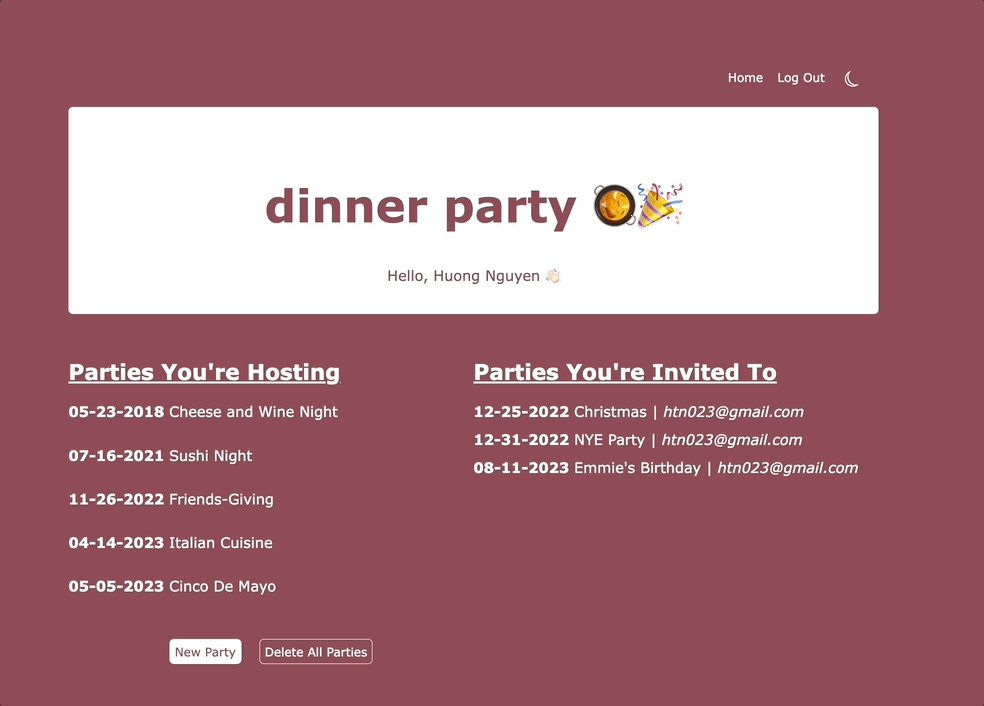 Home Log Out
dinner party
Hello, Huong Nguyen
Parties You're Hosting
05-23-2018 Cheese and Wine Night
07-16-2021 Sushi Night
11-26-2022 Friends-Giving
04-14-2023 Italian Cuisine
05-05-2023 Cinco De Mayo
New Party
Delete All Parties
Parties You're Invited To
12-25-2022 Christmas | htn023@gmail.com
12-31-2022 NYE Party | htn023@gmail.com
08-11-2023 Emmie's Birthday | htn023@gmail.com